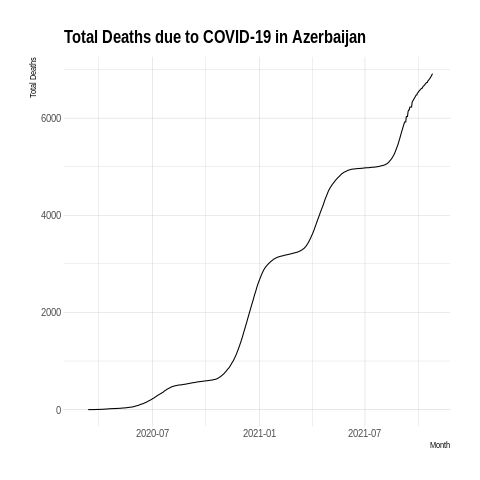 Total Deaths due to COVID-19 in Azerbaijan
Total Deaths
6000
4000
2000
0
2020-07
2021-01
2021-07
Month